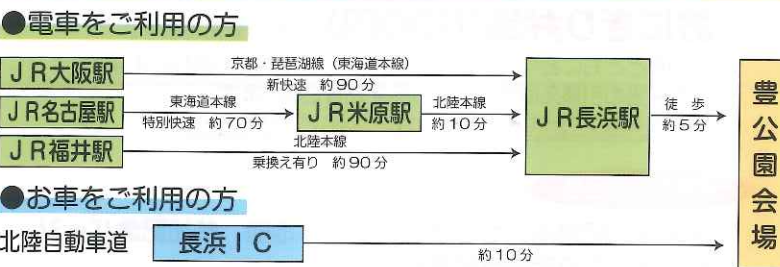 ●電車をご利用の方
JR大阪駅
京都・琵琶湖線（東海道本線）
新快速 約90分
JR名古屋駅
東海道本線
特別快速 約70分
JR米原駅
北陸本線
約10分
JR福井駅
北陸本線
乗換え有り 約90分
JR長浜駅
徒歩
約5分
豊公園会場
●お車をご利用の方
北陸自動車道
長浜IC
約10分